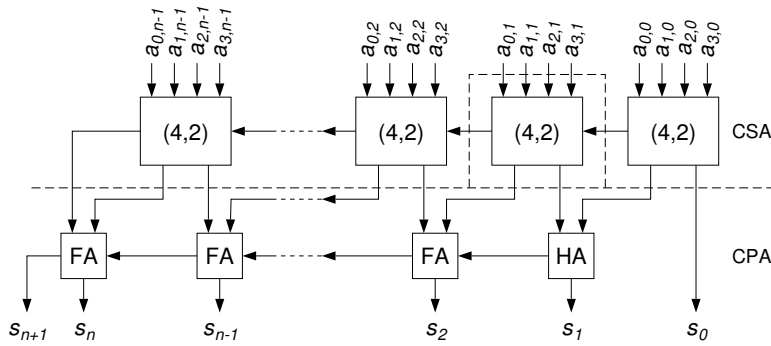 a0,n-1 a1,n-1 a2,n-1 a3,n-1 a0,2 a1,2 a2,2 a3,2 a0,1 a1,1 a2,1 a3,1 a0,0 a1,0 a2,0 a3,0
(4,2) (4,2) (4,2) (4,2) CSA
FA FA FA HA CPA
sn+1 sn sn-1 s2 s1 s0